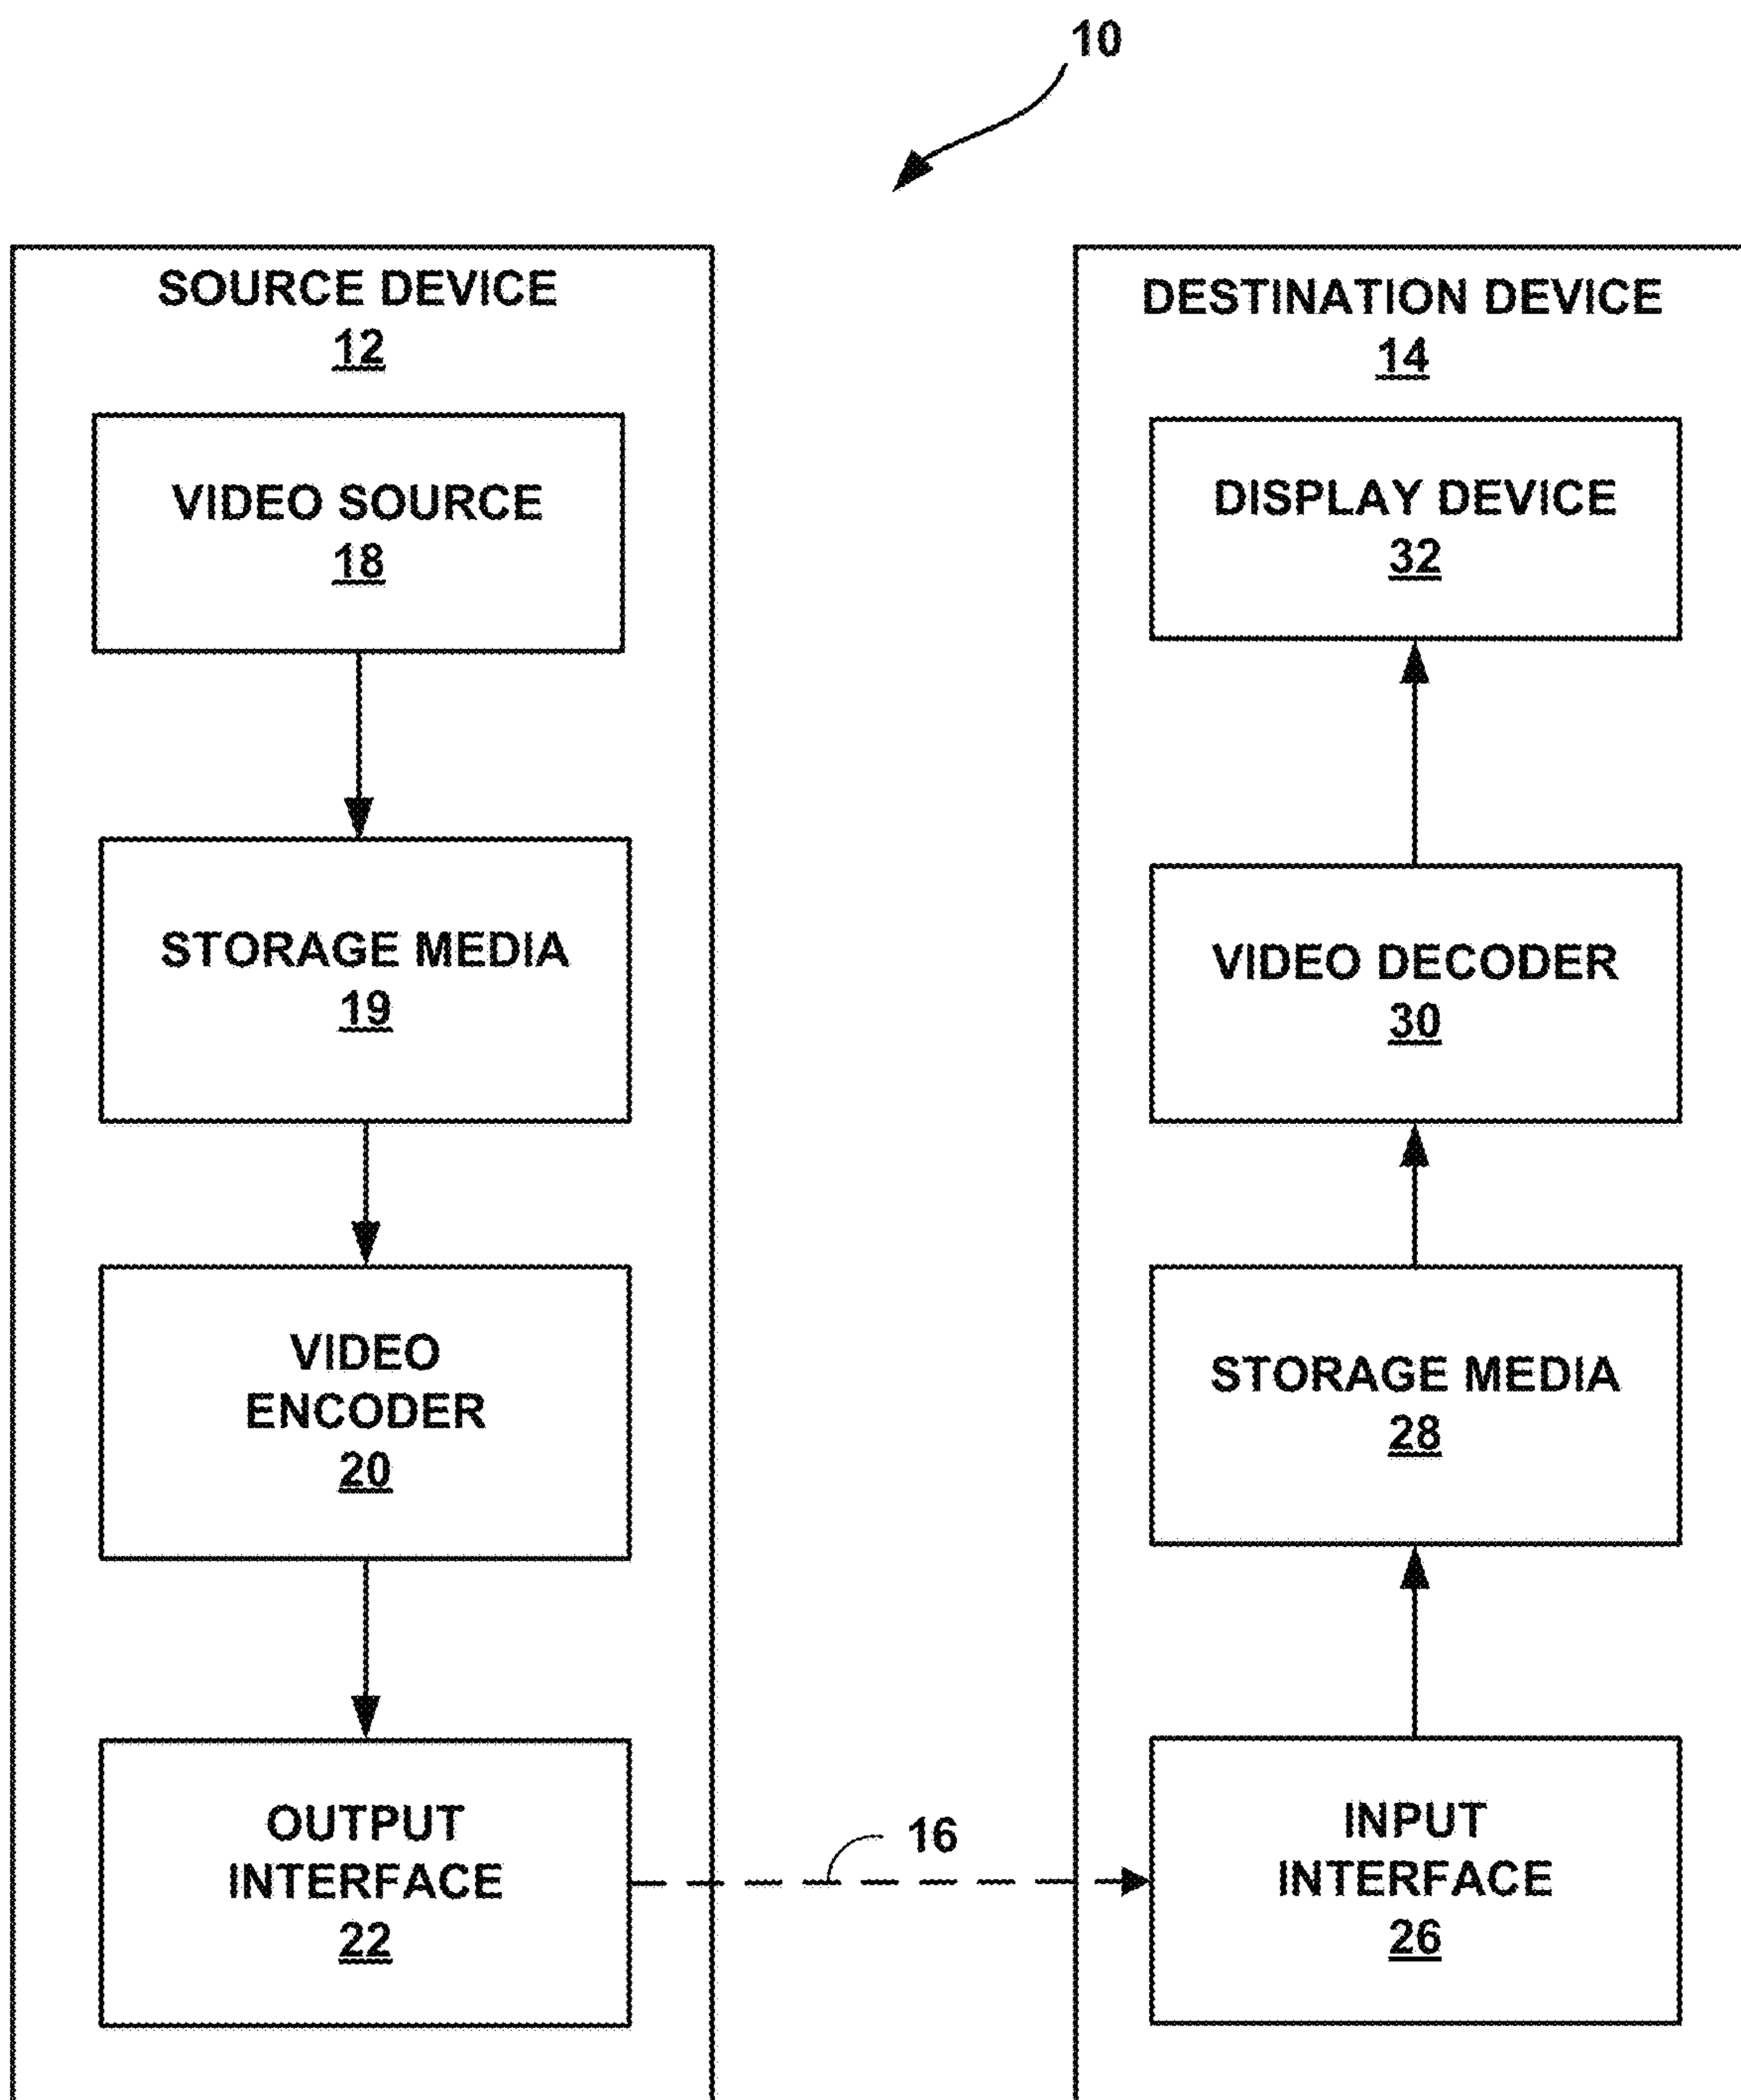 10
SOURCE DEVICE
12
VIDEO SOURCE
18
STORAGE MEDIA
19
VIDEO
ENCODER
20
OUTPUT
INTERFACE
22
16
DESTINATION DEVICE
14
DISPLAY DEVICE
32
VIDEO DECODER
30
STORAGE MEDIA
28
INPUT
INTERFACE
26